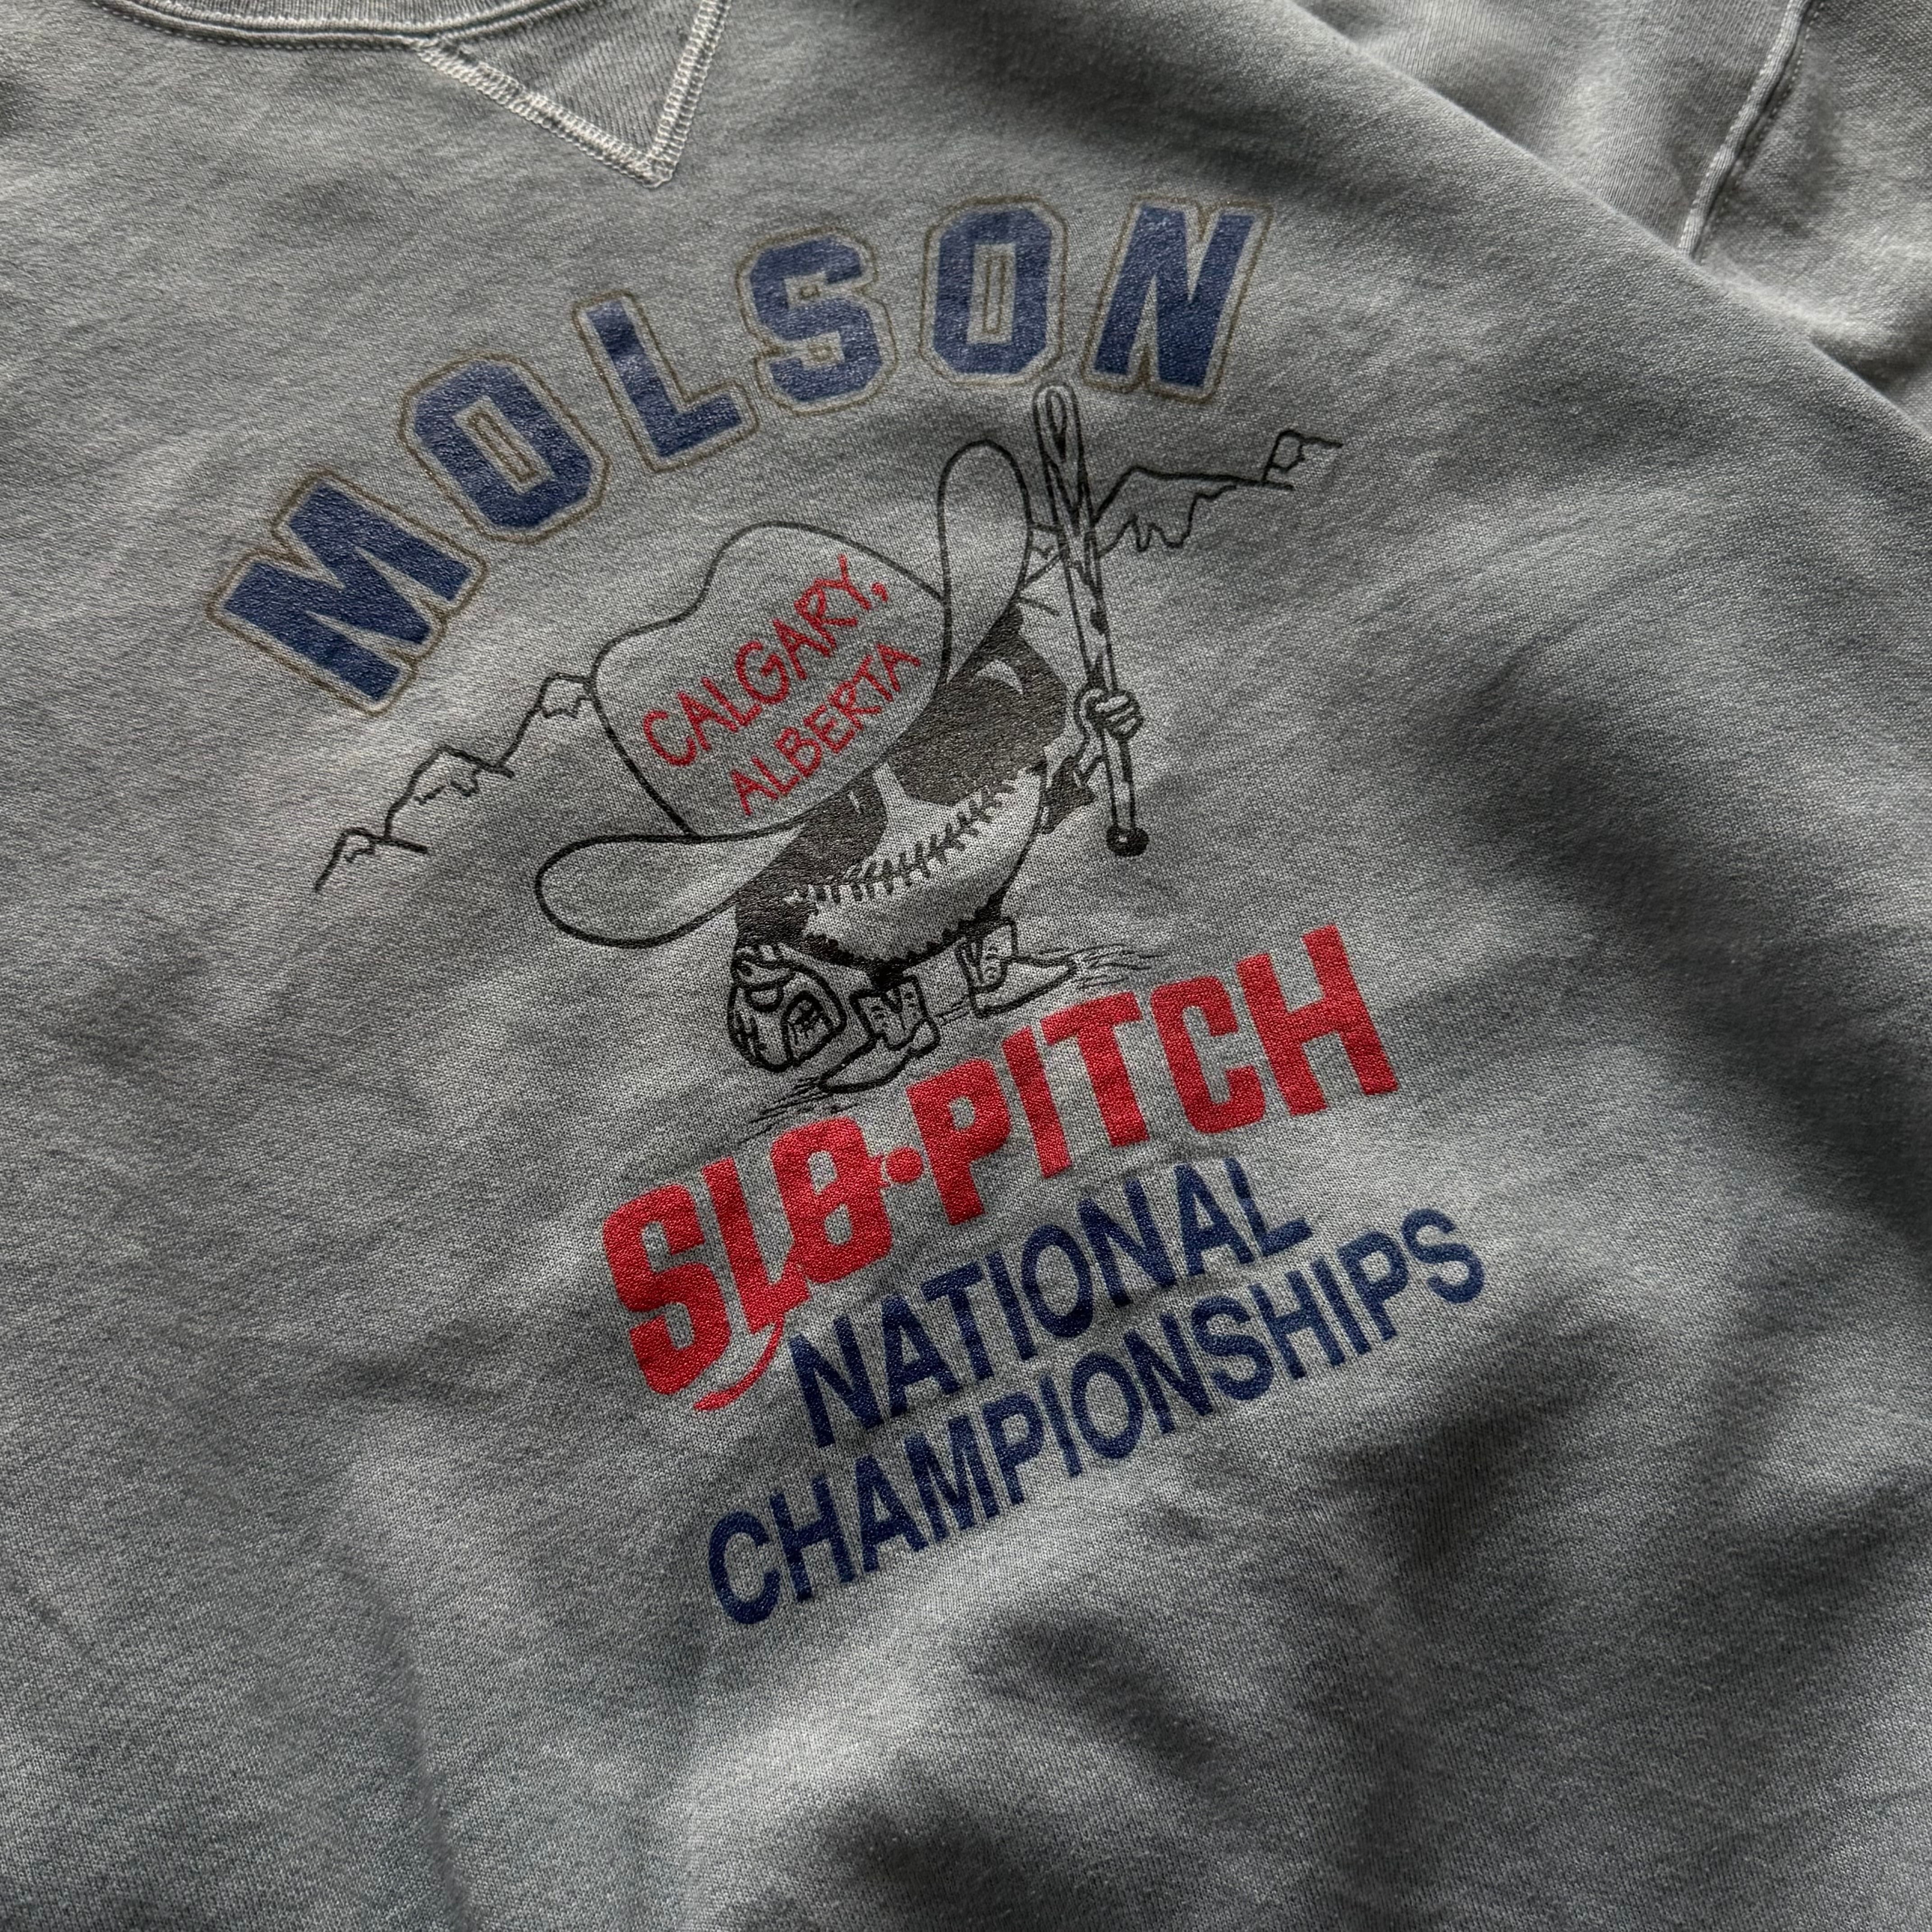 MOLSON
CALGARY,
ALBERTA
SLO•PITCH
NATIONAL
CHAMPIONSHIPS